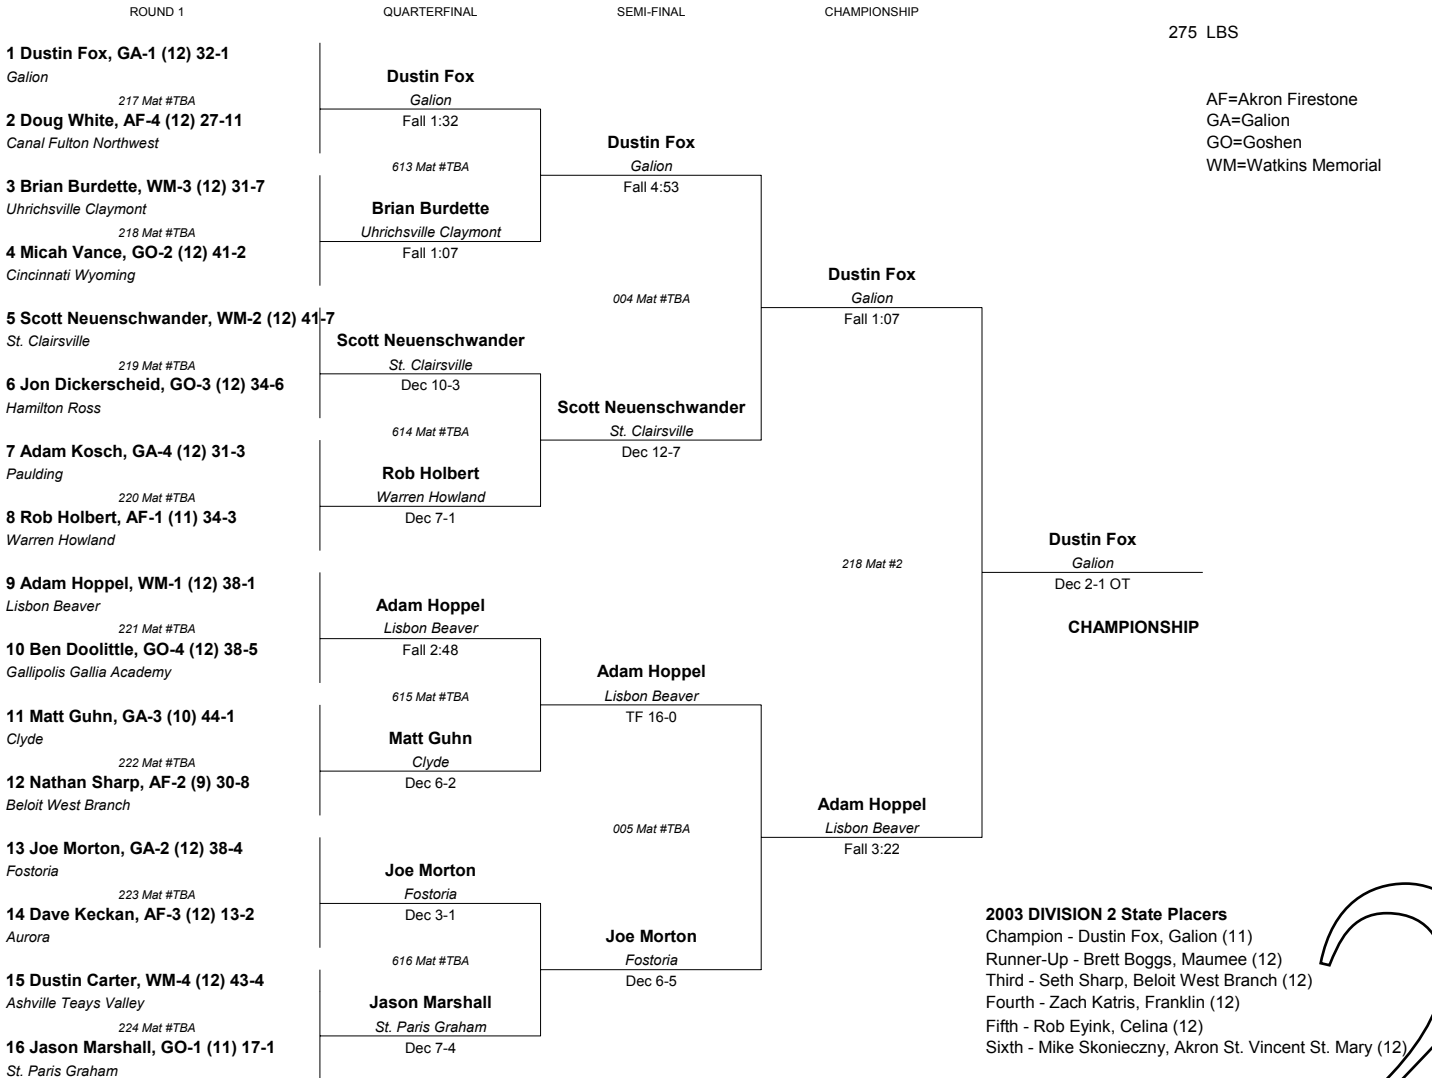 ROUND 1
QUARTERFINAL
SEMI-FINAL
CHAMPIONSHIP
275 LBS
AF=Akron Firestone
GA=Galion
GO=Goshen
WM=Watkins Memorial
1 Dustin Fox, GA-1 (12) 32-1
Galion
217 Mat #TBA
2 Doug White, AF-4 (12) 27-11
Canal Fulton Northwest
3 Brian Burdette, WM-3 (12) 31-7
Uhrichsville Claymont
218 Mat #TBA
4 Micah Vance, GO-2 (12) 41-2
Cincinnati Wyoming
5 Scott Neuenschwander, WM-2 (12) 41-7
St. Clairsville
219 Mat #TBA
6 Jon Dickerscheid, GO-3 (12) 34-6
Hamilton Ross
7 Adam Kosch, GA-4 (12) 31-3
Paulding
220 Mat #TBA
8 Rob Holbert, AF-1 (11) 34-3
Warren Howland
9 Adam Hoppel, WM-1 (12) 38-1
Lisbon Beaver
221 Mat #TBA
10 Ben Doolittle, GO-4 (12) 38-5
Gallipolis Gallia Academy
11 Matt Guhn, GA-3 (10) 44-1
Clyde
222 Mat #TBA
12 Nathan Sharp, AF-2 (9) 30-8
Beloit West Branch
13 Joe Morton, GA-2 (12) 38-4
Fostoria
223 Mat #TBA
14 Dave Keckan, AF-3 (12) 13-2
Aurora
15 Dustin Carter, WM-4 (12) 43-4
Ashville Teays Valley
224 Mat #TBA
16 Jason Marshall, GO-1 (11) 17-1
St. Paris Graham
Dustin Fox
Galion
Fall 1:32
613 Mat #TBA
Brian Burdette
Uhrichsville Claymont
Fall 1:07
Scott Neuenschwander
St. Clairsville
Dec 10-3
614 Mat #TBA
Rob Holbert
Warren Howland
Dec 7-1
Adam Hoppel
Lisbon Beaver
Fall 2:48
615 Mat #TBA
Matt Guhn
Clyde
Dec 6-2
Joe Morton
Fostoria
Dec 3-1
616 Mat #TBA
Jason Marshall
St. Paris Graham
Dec 7-4
Dustin Fox
Galion
Fall 4:53
004 Mat #TBA
Scott Neuenschwander
St. Clairsville
Dec 12-7
Adam Hoppel
Lisbon Beaver
TF 16-0
005 Mat #TBA
Joe Morton
Fostoria
Dec 6-5
Dustin Fox
Galion
Fall 1:07
218 Mat #2
Adam Hoppel
Lisbon Beaver
Fall 3:22
Dustin Fox
Galion
Dec 2-1 OT
CHAMPIONSHIP
2003 DIVISION 2 State Placers
Champion - Dustin Fox, Galion (11)
Runner-Up - Brett Boggs, Maumee (12)
Third - Seth Sharp, Beloit West Branch (12)
Fourth - Zach Katris, Franklin (12)
Fifth - Rob Eyink, Celina (12)
Sixth - Mike Skonieczny, Akron St. Vincent St. Mary (12)